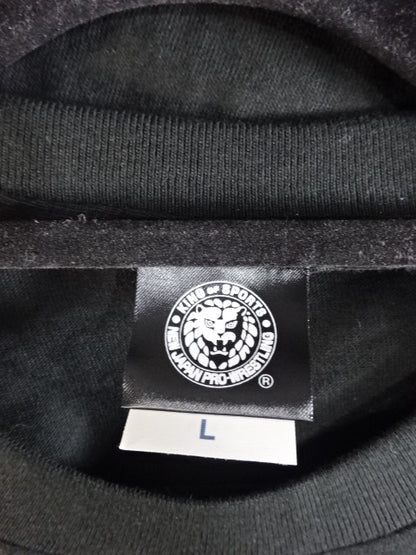 KING OF SPORTS
NEW JAPAN PRO-WRESTLING
®
L